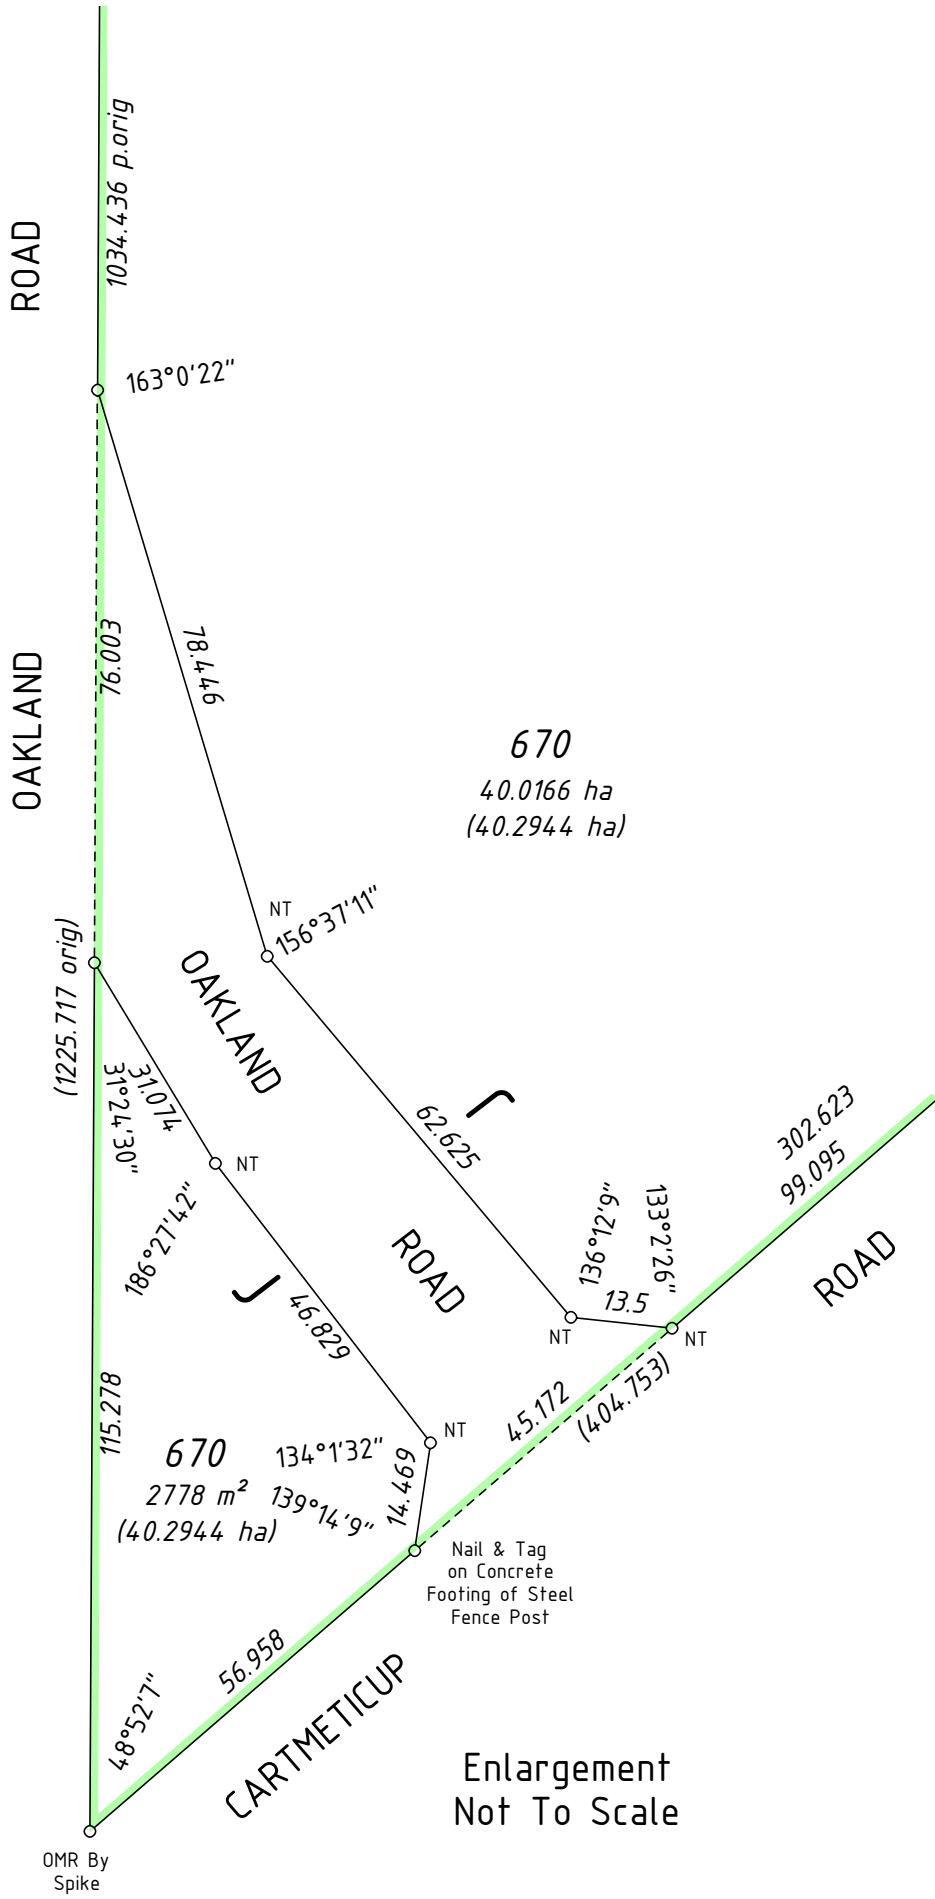 1034.436 p.orig
ROAD
163°0'22"
76.003
78.446
OAKLAND
670
40.0166 ha
(40.2944 ha)
NT
156°37'11"
(1225.717 orig)
OAKLAND
31.074
31°24'30"
62.625
302.623
99.095
NT
186°27'42"
136°12'9"
133°2'26"
ROAD
ROAD
13.5
NT
NT
46.829
45.172
(404.753)
115.278
NT
670
2778 m²
(40.2944 ha)
134°1'32"
139°14'9"
14.469
Nail & Tag
on Concrete
Footing of Steel
Fence Post
56.958
48°52'7"
CARTMETICUP
Enlargement
Not To Scale
OMR By
Spike